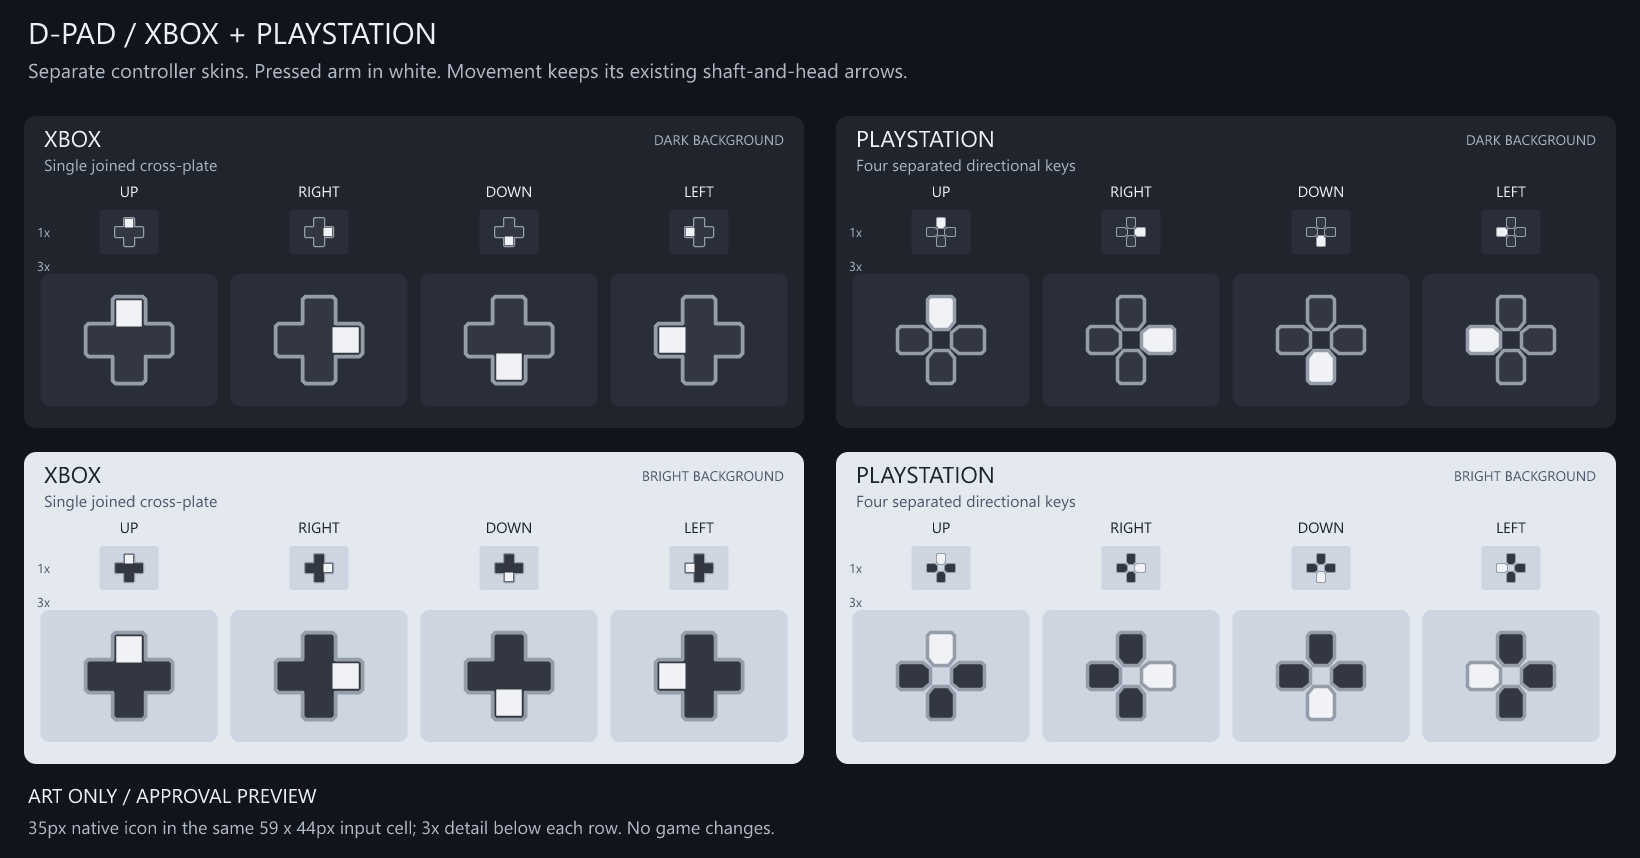 D-PAD / XBOX + PLAYSTATION
Separate controller skins. Pressed arm in white. Movement keeps its existing shaft-and-head arrows.
XBOX
DARK BACKGROUND
Single joined cross-plate
UP RIGHT DOWN LEFT
1x
3x
PLAYSTATION
DARK BACKGROUND
Four separated directional keys
UP RIGHT DOWN LEFT
1x
3x
XBOX
BRIGHT BACKGROUND
Single joined cross-plate
UP RIGHT DOWN LEFT
1x
3x
PLAYSTATION
BRIGHT BACKGROUND
Four separated directional keys
UP RIGHT DOWN LEFT
1x
3x
ART ONLY / APPROVAL PREVIEW
35px native icon in the same 59 x 44px input cell; 3x detail below each row. No game changes.